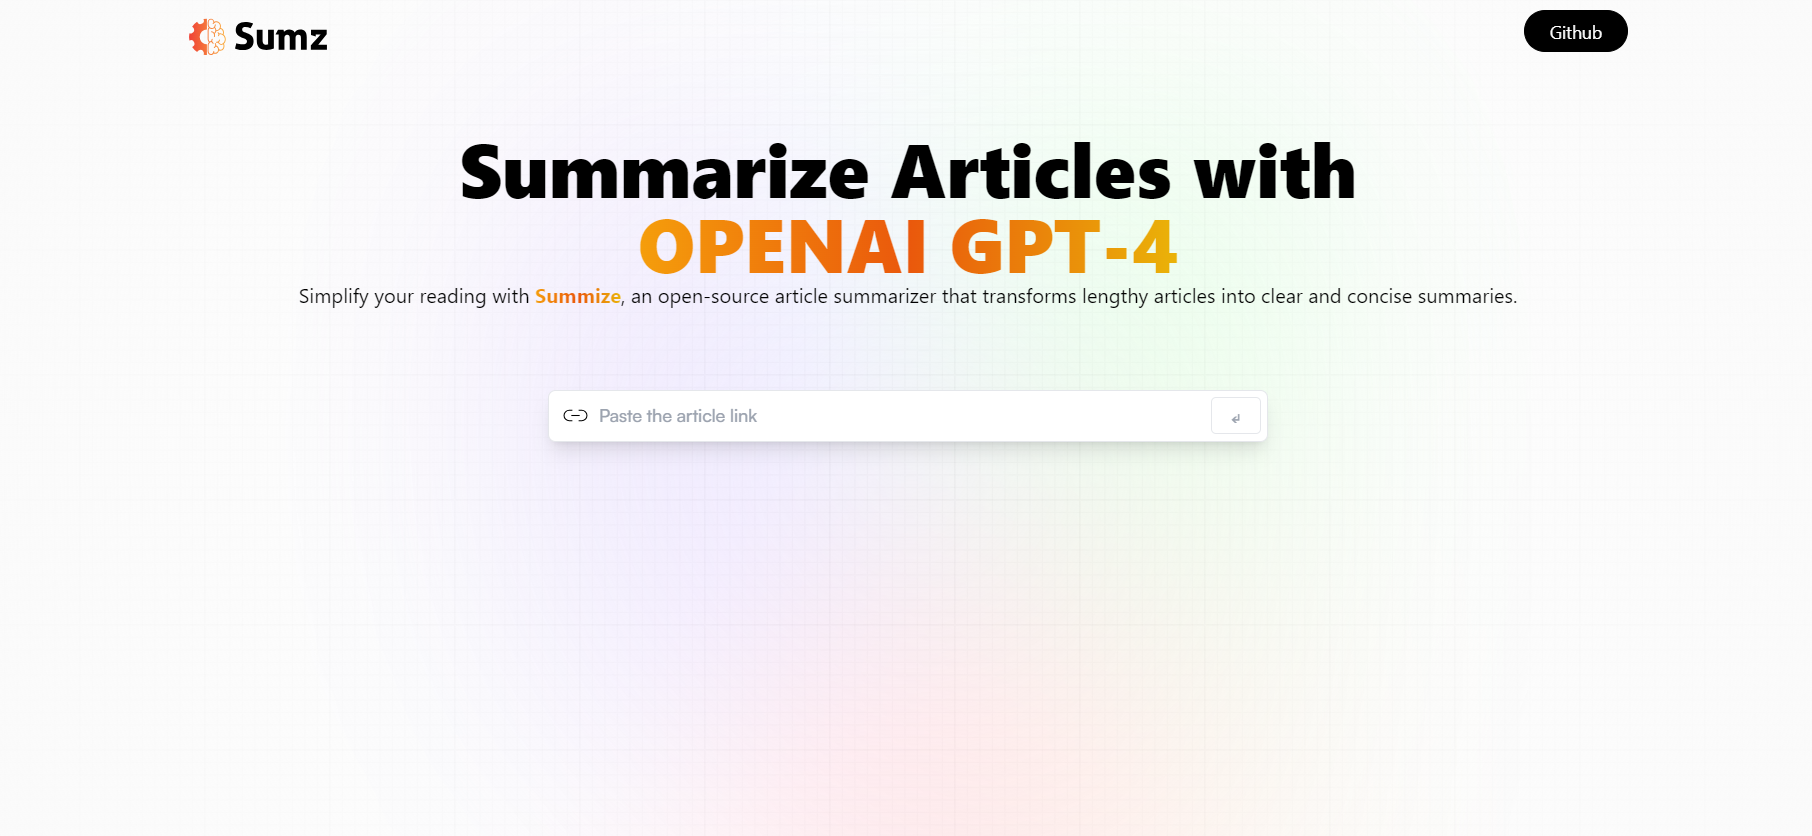 Sumz
Github
Summarize Articles with
OPENAI GPT-4
Simplify your reading with Summize, an open-source article summarizer that transforms lengthy articles into clear and concise summaries.
Paste the article link
↲